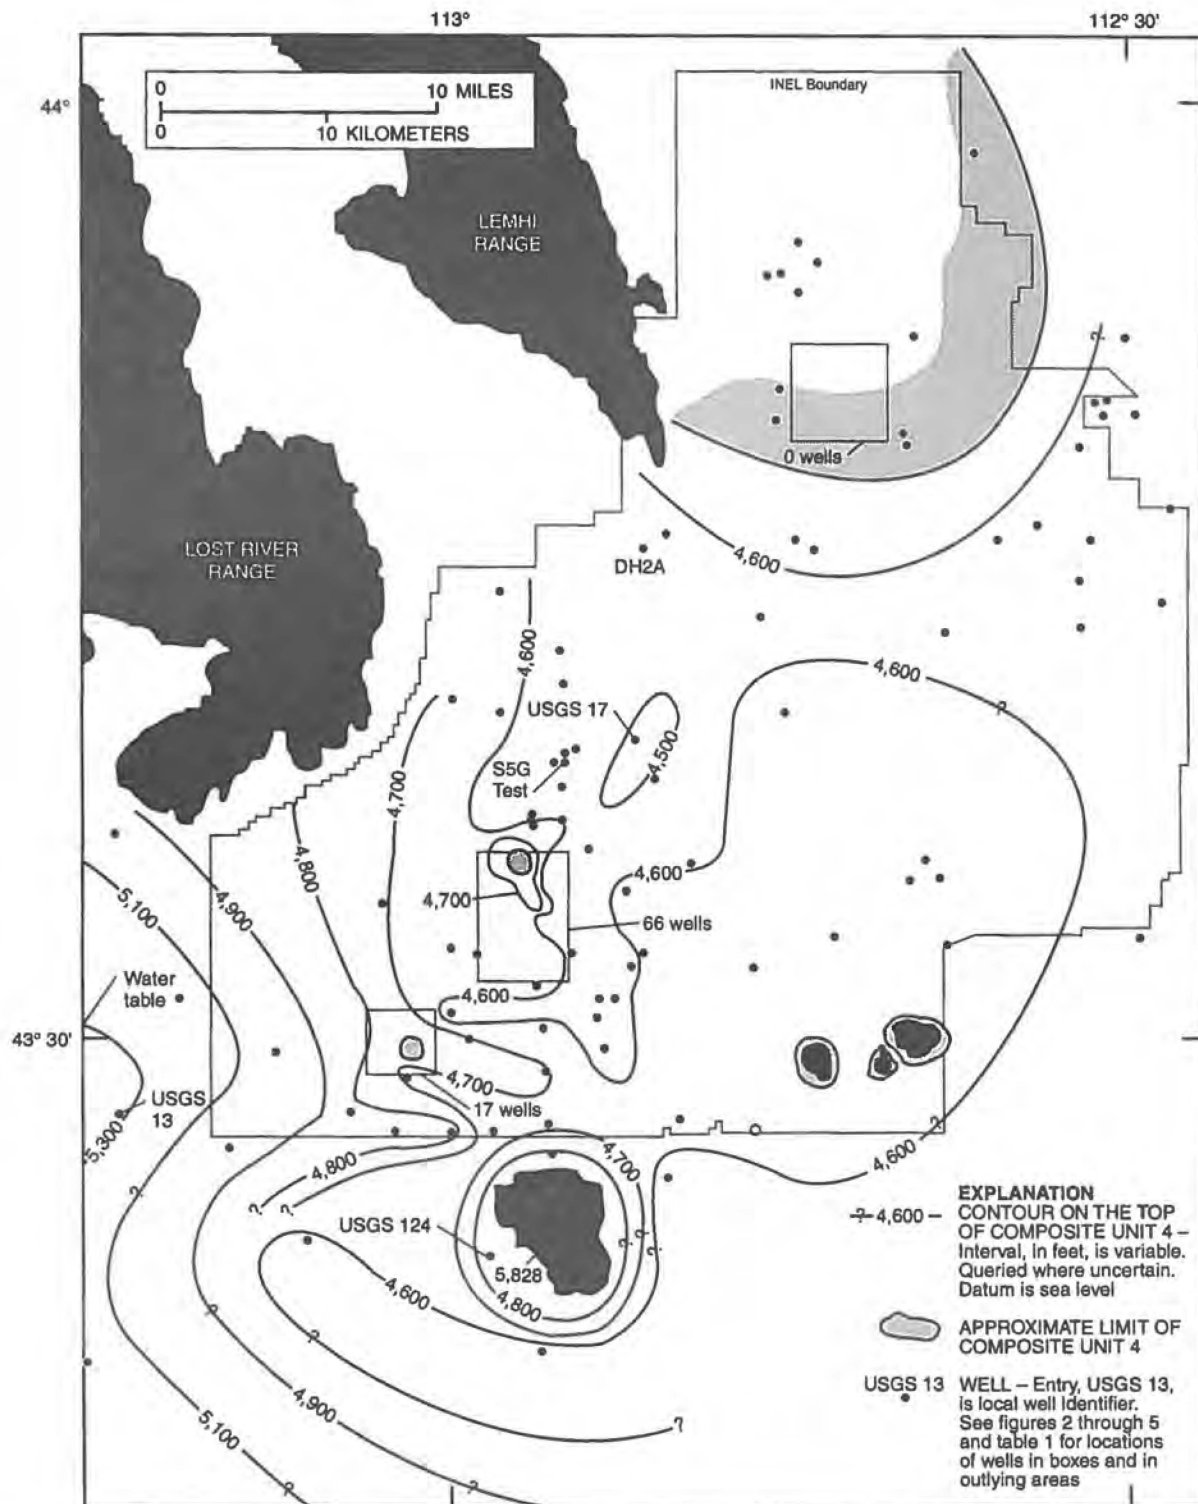 113°
112° 30'
0
10 MILES
0
10 KILOMETERS
44°
INEL Boundary
LEMHI
RANGE
0 wells
?
4,600
LOST RIVER
RANGE
DH2A
4,600
4,600
?
USGS 17
4,500
S5G
Test
4,700
4,800
4,600
4,700
66 wells
5,100
4,900
Water
table
4,600
43° 30'
4,700
17 wells
USGS
13
5,300
?
4,800
?
?
4,700
?
4,600
?
?
?
USGS 124
5,828
4,800
4,600
?
?
4,900
5,100
?
?
?
EXPLANATION
? 4,600 – CONTOUR ON THE TOP
OF COMPOSITE UNIT 4 –
Interval, in feet, is variable.
Queried where uncertain.
Datum is sea level
APPROXIMATE LIMIT OF
COMPOSITE UNIT 4
USGS 13 WELL – Entry, USGS 13,
is local well identifier.
See figures 2 through 5
and table 1 for locations
of wells in boxes and in
outlying areas